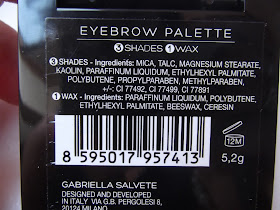 EYEBROW PALETTE
3 SHADES 1 WAX
3 SHADES - Ingredients: MICA, TALC, MAGNESIUM STEARATE,
KAOLIN, PARAFFINUM LIQUIDUM, ETHYLHEXYL PALMITATE,
POLYBUTENE, PROPYLPARABEN, METHYLPARABEN,
+/- CI 77492, CI 77499, CI 77891
1 WAX - Ingredients: PARAFFINUM LIQUIDUM, POLYBUTENE,
ETHYLHEXYL PALMITATE, BEESWAX, CERESIN
12M
8 595017 957413
5,2g
GABRIELLA SALVETE
DESIGNED AND DEVELOPED
IN ITALY VIA G.B. PERGOLESI 8,
20124 MILANO